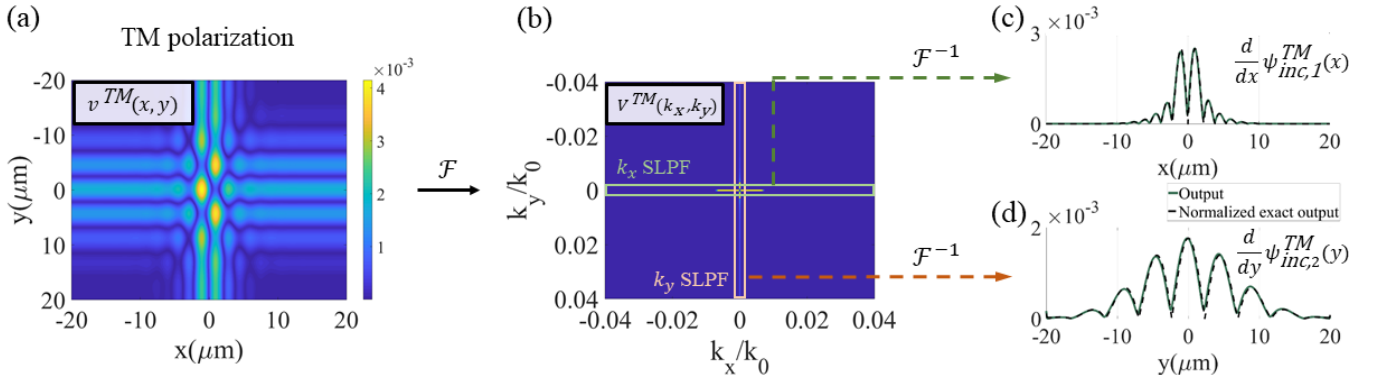 (a)
TM polarization
×10⁻³
v^TM(x, y)
-20
-10
0
10
20
y(μm)
-20 -10 0 10 20
x(μm)
4
3
2
1
ℱ
(b)
V^TM(k_x, k_y)
-0.04
-0.02
0
0.02
0.04
k_y/k_0
k_x SLPF
k_y SLPF
-0.04 -0.02 0 0.02 0.04
k_x/k_0
ℱ⁻¹
ℱ⁻¹
(c)
3 ×10⁻³
0
d/dx ψ^TM_inc,1(x)
-20 -10 0 10 20
x(μm)
Output
Normalized exact output
(d)
2 ×10⁻³
0
d/dy ψ^TM_inc,2(y)
-20 -10 0 10 20
y(μm)